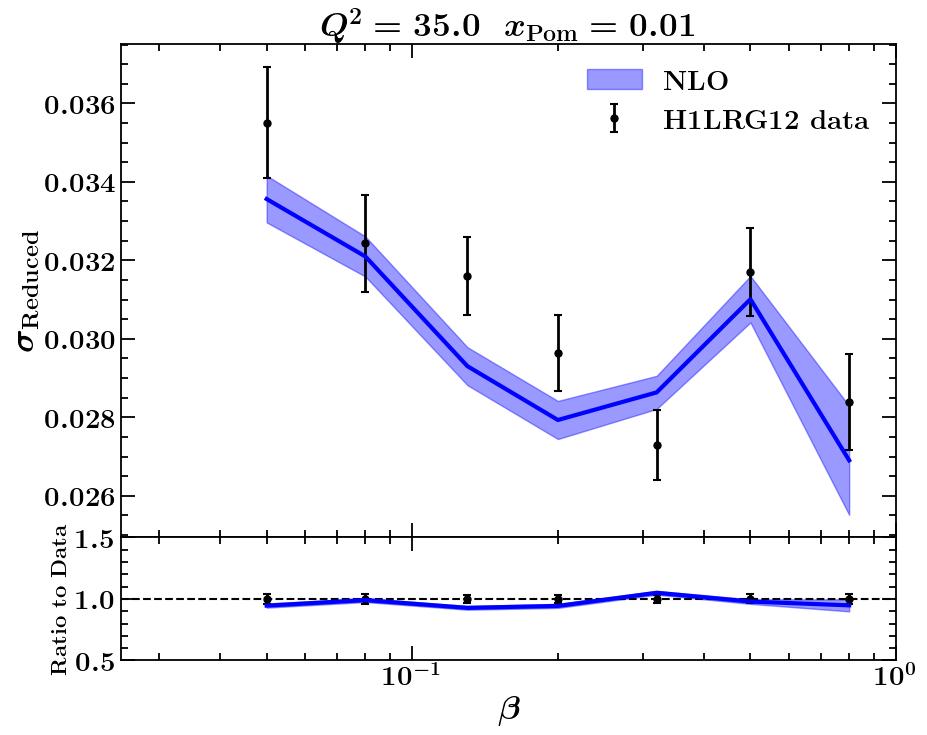 Q² = 35.0 x_Pom = 0.01
NLO
H1LRG12 data
σ_Reduced
0.036
0.034
0.032
0.030
0.028
0.026
Ratio to Data
1.5
1.0
0.5
10⁻¹
10⁰
β